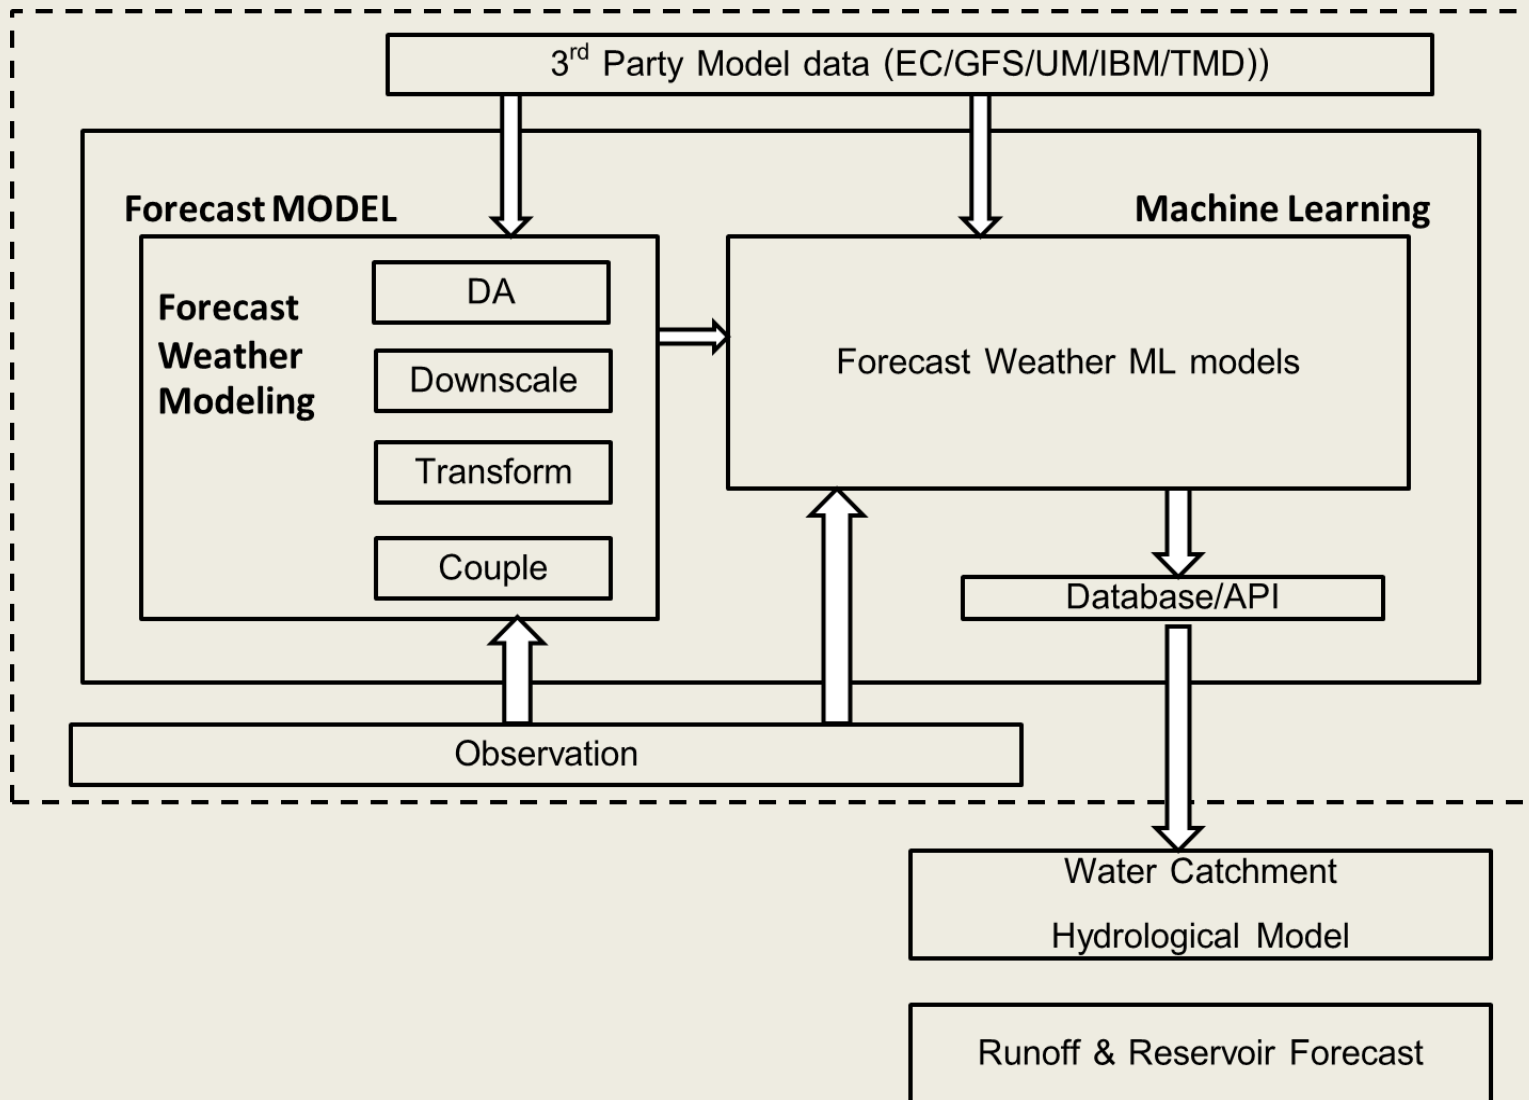 3rd Party Model data (EC/GFS/UM/IBM/TMD))
Forecast MODEL
Machine Learning
Forecast
Weather
Modeling
DA
Downscale
Transform
Couple
Forecast Weather ML models
Database/API
Observation
Water Catchment
Hydrological Model
Runoff & Reservoir Forecast